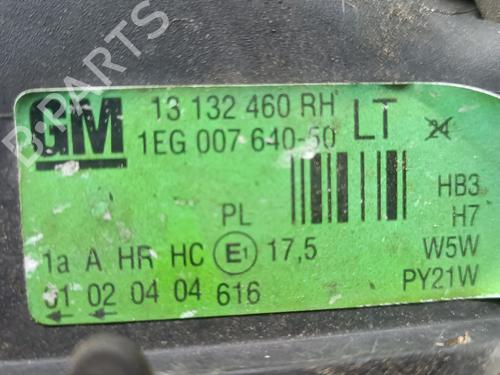 GM 13 132 460 RH LT 24
1EG 007 640-50
HB3
PL H7
1a A HR HC E1 17,5 W5W
01 02 04 04 616 PY21W
B-PARTS